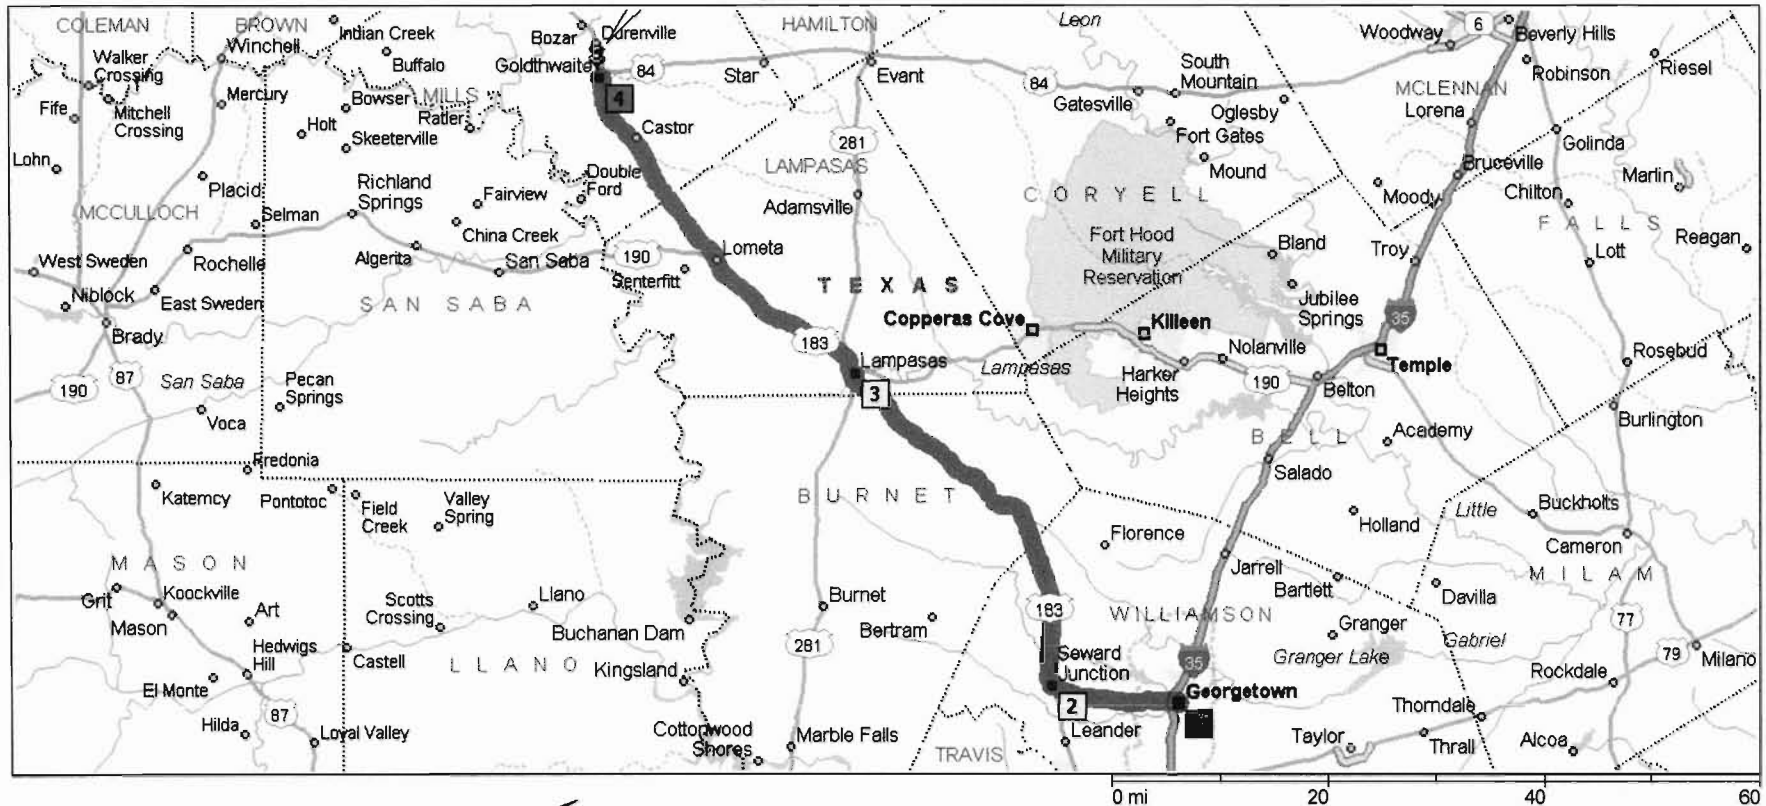 COLEMAN
BROWN
HAMILTON
Leon
Woodway
6
Beverly Hills
Walker
Crossing
Winchell
Indian Creek
Buffalo
Bozar
Durenville
Goldthwaite
84
Star
Evant
84
South
Mountain
Robinson
Riesel
Fife
Mitchell
Crossing
Mercury
Bowser
MILLS
Ratler
4
Castor
Gatesville
Oglesby
MCLENNAN
Lorena
Holt
Skeeterville
281
Fort Gates
Golinda
Lohn
Placid
Richland
Springs
Fairview
Double
Ford
LAMPASAS
Mound
Bruceville
Marlin
MCCULLOCH
Selman
China Creek
Adamsville
CORYELL
Moody
Chilton
FALLS
Reagan
West Sweden
Rochelle
Algerita
San Saba
190
Lometa
Fort Hood
Military
Reservation
Bland
Troy
Lott
Niblock
East Sweden
SAN SABA
Senterfitt
TEXAS
Jubilee
Springs
Brady
183
Copperas Cove
Killeen
35
190
87
San Saba
Pecan
Springs
Lampasas
Lampasas
Nolanville
Temple
Rosebud
Voca
3
Harker
Heights
190
Belton
Burlington
Fredonia
BELL
Academy
Katemcy
Pontotoc
Field
Creek
Valley
Spring
BURNET
Salado
Little
Buckholts
Holland
MASON
Florence
Jarrell
Cameron
MILAM
Grit
Koockville
Mason
Art
Scotts
Crossing
Llano
Buchanan Dam
Burnet
Bertram
183
WILLIAMSON
Bartlett
Davilla
77
Hedwigs
Hill
Castell
LLANO
Kingsland
281
Seward
Junction
35
Granger
Granger Lake
Gabriel
79
Milano
El Monte
Rockdale
Hilda
87
Loyal Valley
Cottonwood
Shores
Marble Falls
2
Georgetown
Leander
TRAVIS
Thorndale
Taylor
Thrall
Alcoa
0 mi
20
40
60